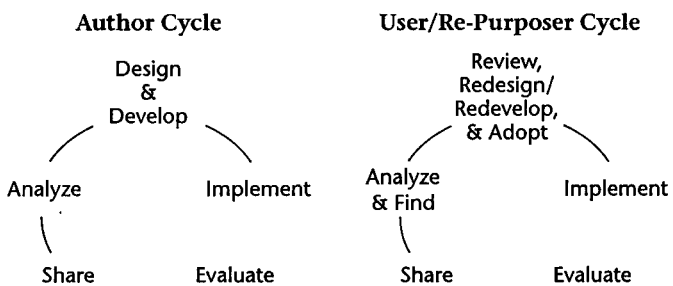 Author Cycle
Design
&
Develop
Analyze
Implement
Share
Evaluate
User/Re-Purposer Cycle
Review,
Redesign/
Redevelop,
& Adopt
Analyze
& Find
Implement
Share
Evaluate